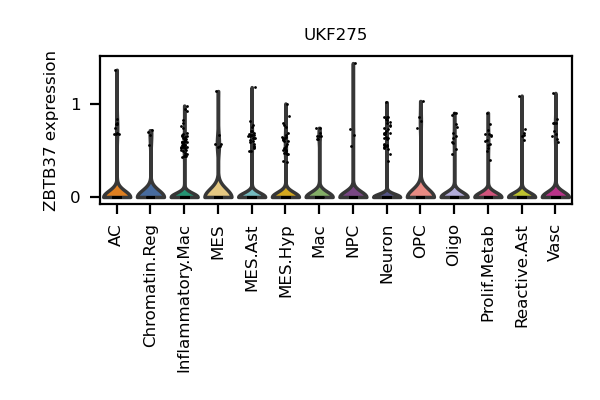 UKF275
ZBTB37 expression
1
0
AC
Chromatin.Reg
Inflammatory.Mac
MES
MES.Ast
MES.Hyp
Mac
NPC
Neuron
OPC
Oligo
Prolif.Metab
Reactive.Ast
Vasc